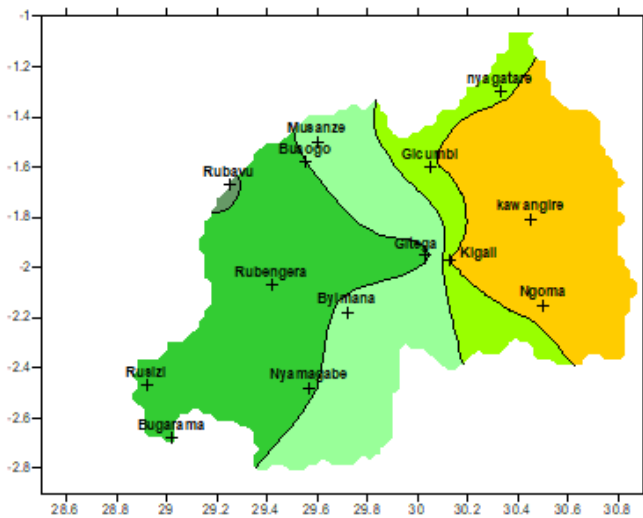 -1
-1.2
-1.4
-1.6
-1.8
-2
-2.2
-2.4
-2.6
-2.8
nyagatare
Musanze
Busogo
Gicumbi
Rubavu
kawangire
Gitega
Kigali
Rubengera
Byimana
Ngoma
Rusizi
Nyamagabe
Bugarama
28.6 28.8 29 29.2 29.4 29.6 29.8 30 30.2 30.4 30.6 30.8